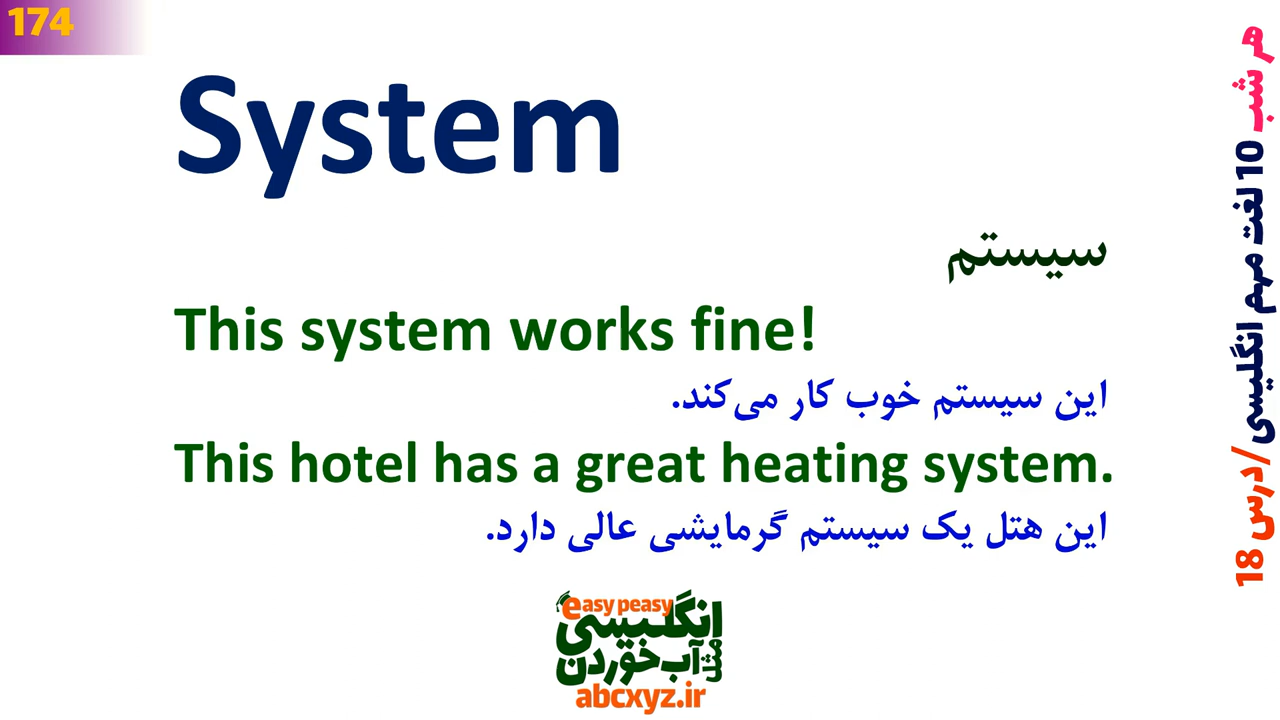 174
System
سیستم
This system works fine!
این سیستم خوب کار می‌کند.
This hotel has a great heating system.
این هتل یک سیستم گرمایشی عالی دارد.
هر شب 10 لغت مهم انگلیسی/درس 18
easy peasy
انگلیسی
مثل آب خوردن
abcxyz.ir